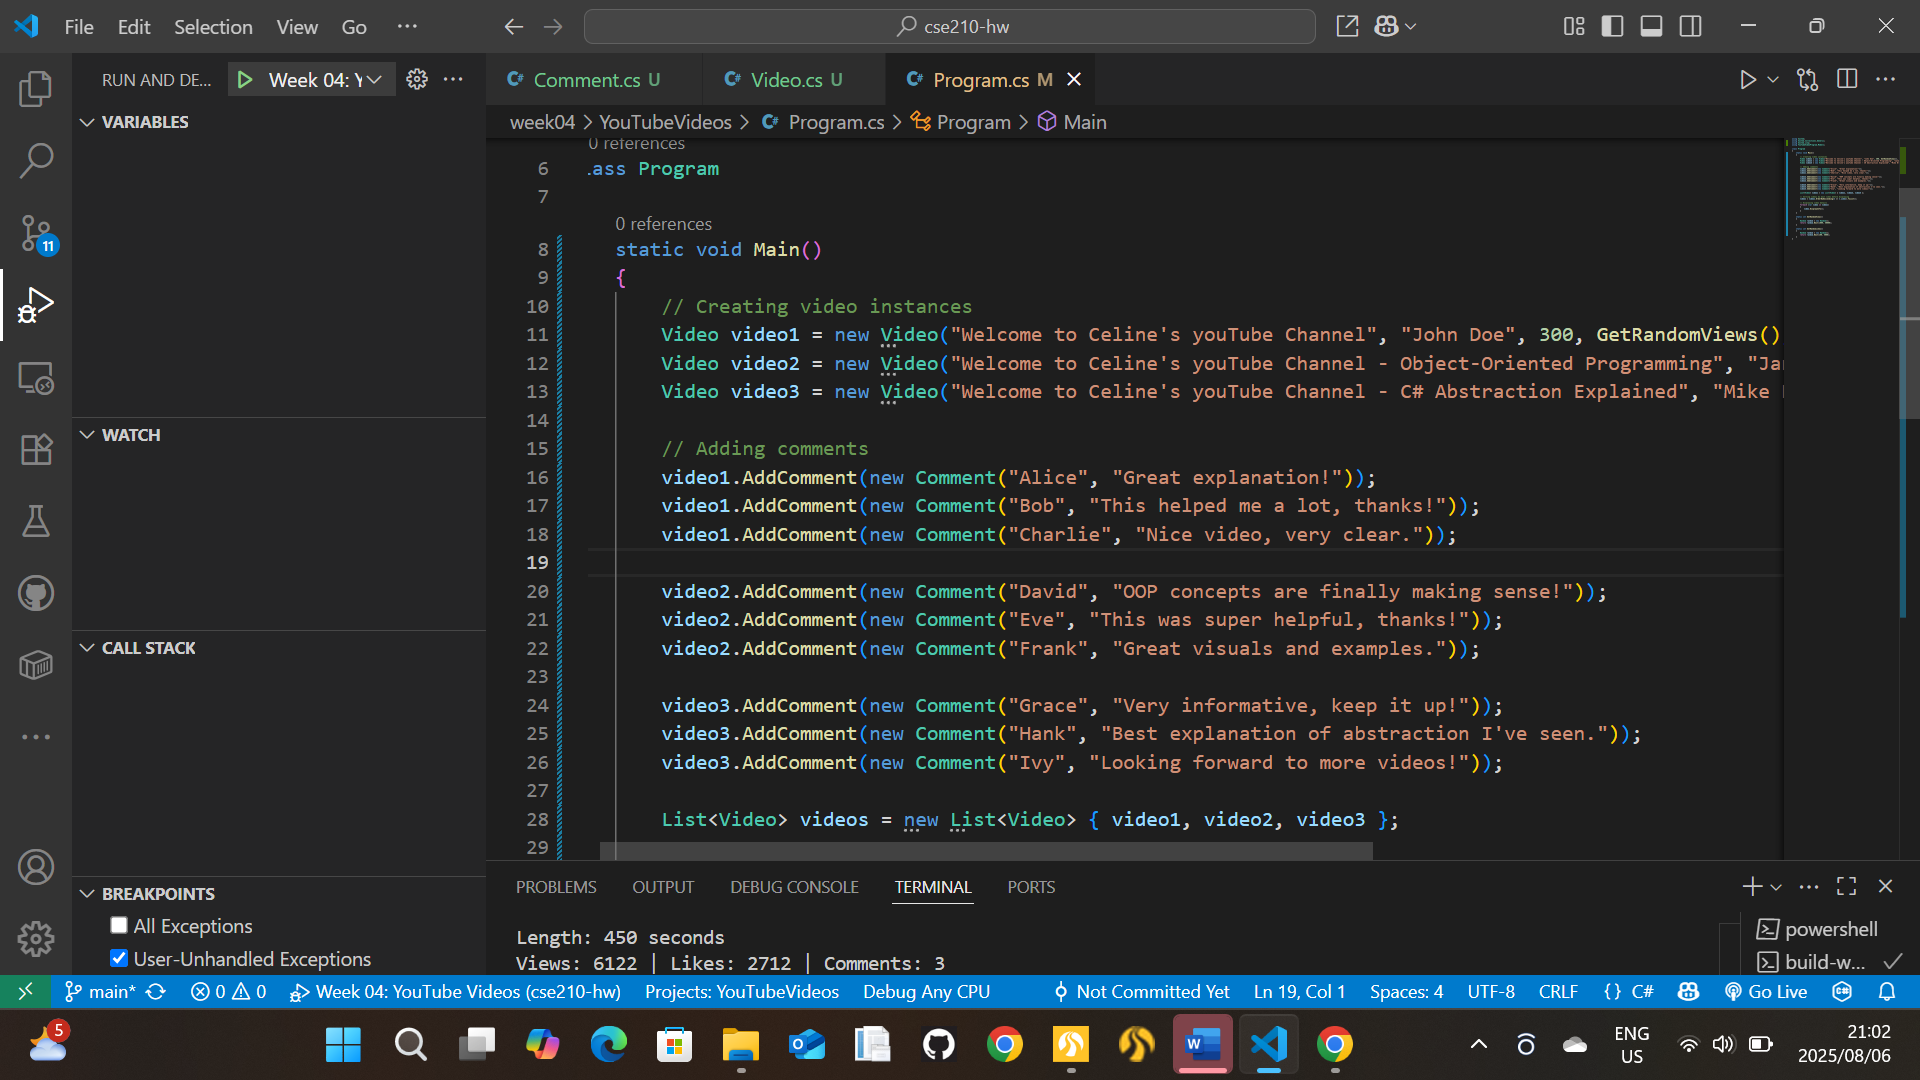 File Edit Selection View Go ···
cse210-hw
RUN AND DE... Week 04: Y
Comment.cs U
Video.cs U
Program.cs M
VARIABLES
week04 > YouTubeVideos > Program.cs > Program > Main
0 references
6 .ass Program
7
0 references
8 static void Main()
9 {
10 // Creating video instances
11 Video video1 = new Video("Welcome to Celine's youTube Channel", "John Doe", 300, GetRandomViews()
12 Video video2 = new Video("Welcome to Celine's youTube Channel - Object-Oriented Programming", "Ja
13 Video video3 = new Video("Welcome to Celine's youTube Channel - C# Abstraction Explained", "Mike
14
15 // Adding comments
16 video1.AddComment(new Comment("Alice", "Great explanation!"));
17 video1.AddComment(new Comment("Bob", "This helped me a lot, thanks!"));
18 video1.AddComment(new Comment("Charlie", "Nice video, very clear."));
19
20 video2.AddComment(new Comment("David", "OOP concepts are finally making sense!"));
21 video2.AddComment(new Comment("Eve", "This was super helpful, thanks!"));
22 video2.AddComment(new Comment("Frank", "Great visuals and examples."));
23
24 video3.AddComment(new Comment("Grace", "Very informative, keep it up!"));
25 video3.AddComment(new Comment("Hank", "Best explanation of abstraction I've seen."));
26 video3.AddComment(new Comment("Ivy", "Looking forward to more videos!"));
27
28 List<Video> videos = new List<Video> { video1, video2, video3 };
29
WATCH
CALL STACK
BREAKPOINTS
All Exceptions
User-Unhandled Exceptions
11
PROBLEMS OUTPUT DEBUG CONSOLE TERMINAL PORTS
Length: 450 seconds
Views: 6122 | Likes: 2712 | Comments: 3
powershell
build-w...
main* 0 0 Week 04: YouTube Videos (cse210-hw) Projects: YouTubeVideos Debug Any CPU Not Committed Yet Ln 19, Col 1 Spaces: 4 UTF-8 CRLF {} C# Go Live
5
ENG
US
21:02
2025/08/06